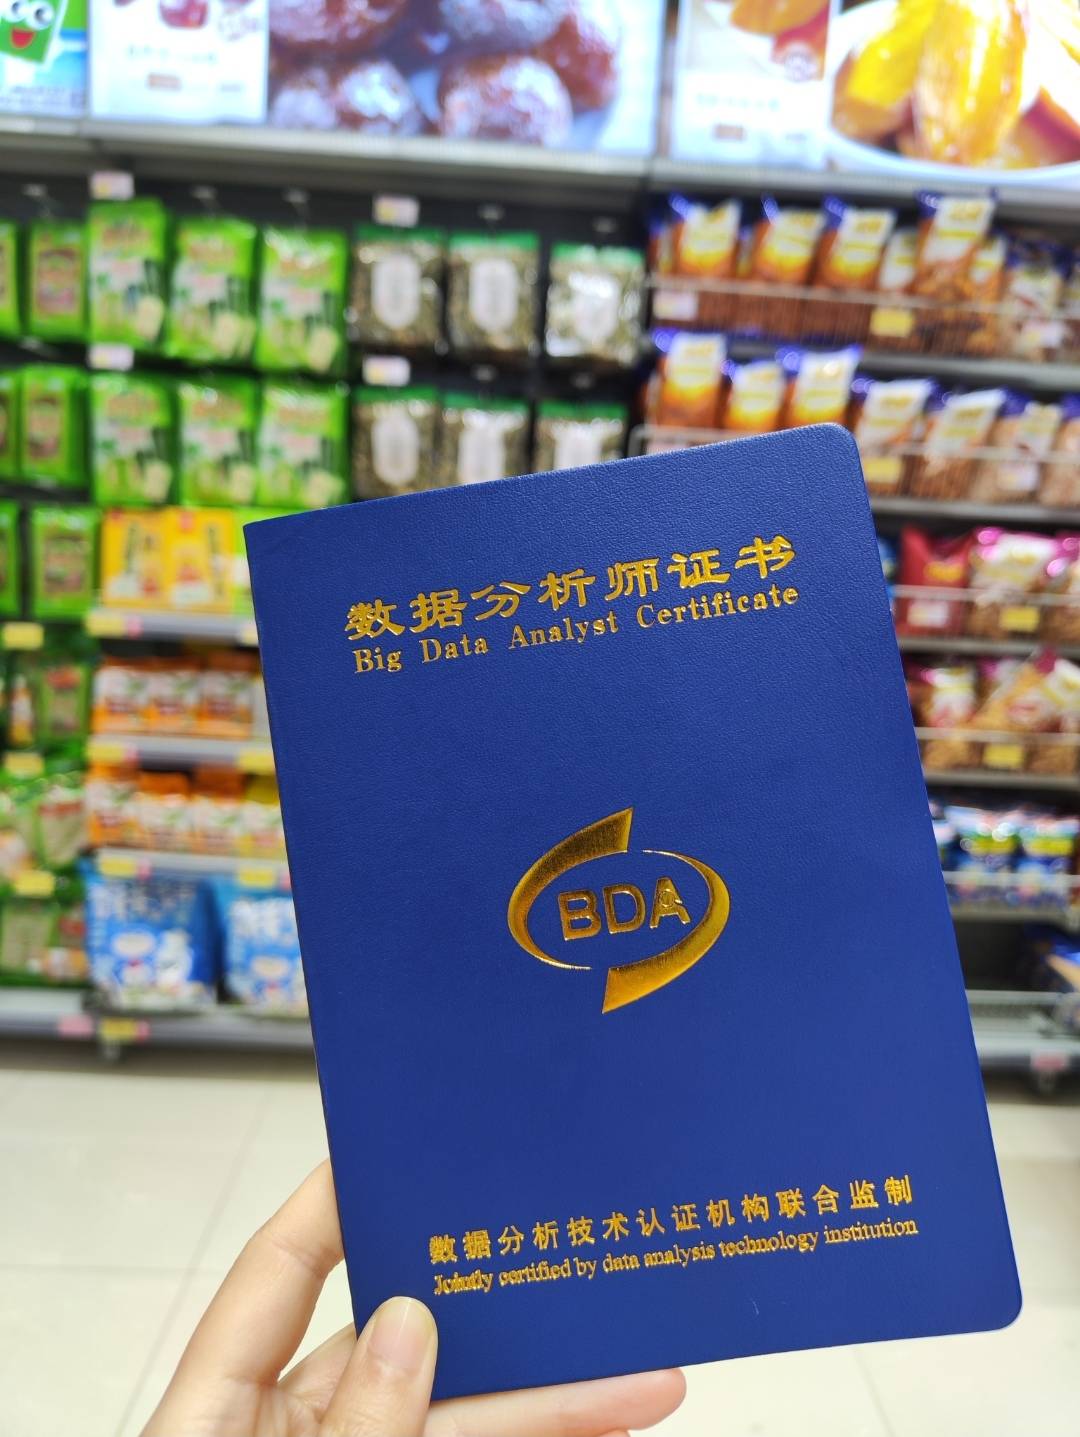 数据分析师证书
Big Data Analyst Certificate
BDA
数据分析技术认证机构联合监制
Jointly certified by data analysis technology institution